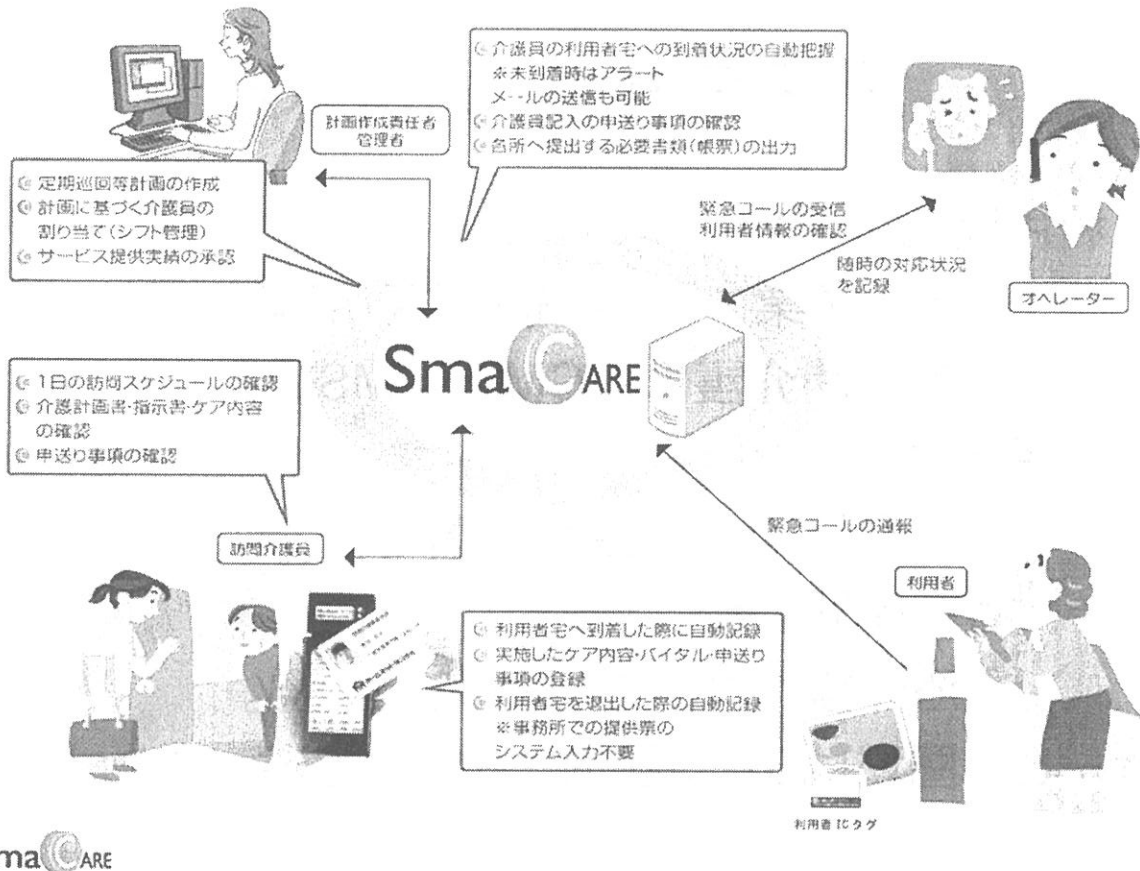 計画作成責任者
管理者
定期巡回等計画の作成
計画に基づく介護員の
割り当て(シフト管理)
サービス提供実績の承認
介護員の利用者宅への到着状況の自動把握
※未到着時はアラート
メールの送信も可能
介護員記入の申送り事項の確認
各所へ提出する必要書類(帳票)の出力
緊急コールの受信
利用者情報の確認
随時の対応状況
を記録
オペレーター
SmaCARE
1日の訪問スケジュールの確認
介護計画書・指示書・ケア内容
の確認
申送り事項の確認
訪問介護員
緊急コールの通報
利用者
利用者宅へ到着した際に自動記録
実施したケア内容・バイタル・申送り
事項の登録
利用者宅を退出した際の自動記録
※事務所での提供票の
システム入力不要
利用者ICタグ
maCARE